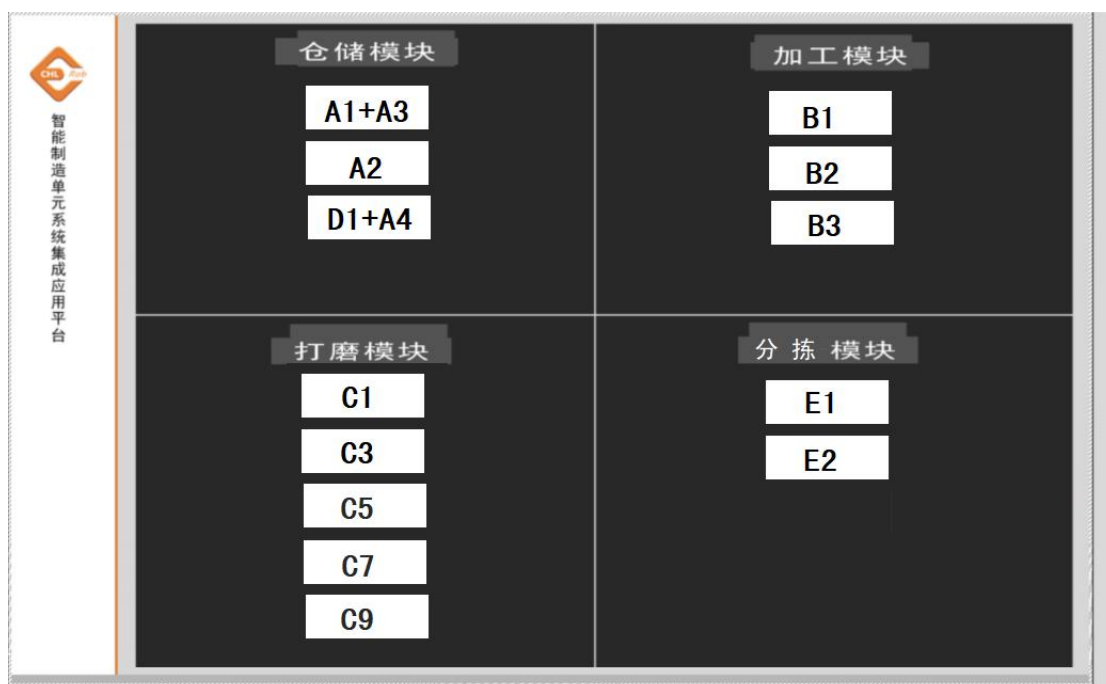 CHL Rob
智能制造单元系统集成应用平台
仓储模块
A1+A3
A2
D1+A4
加工模块
B1
B2
B3
打磨模块
C1
C3
C5
C7
C9
分拣模块
E1
E2